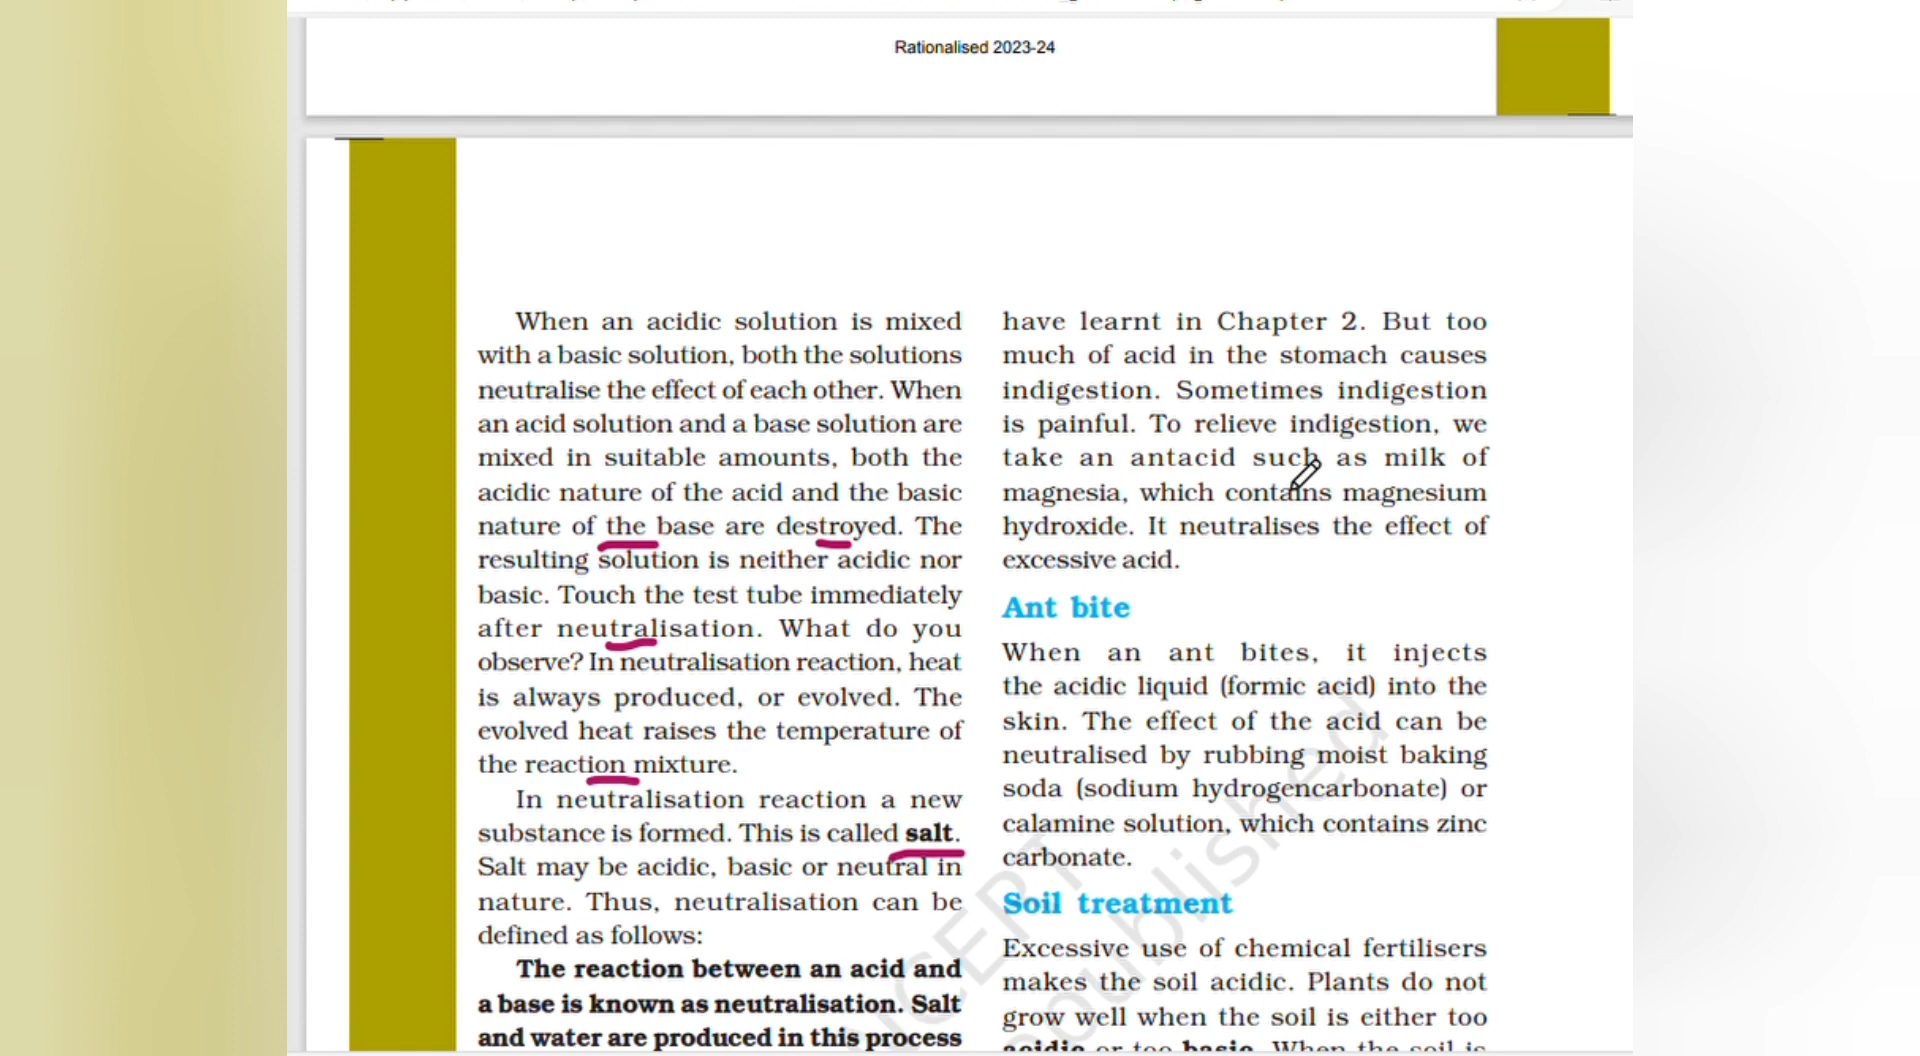 Rationalised 2023-24
When an acidic solution is mixed
with a basic solution, both the solutions
neutralise the effect of each other. When
an acid solution and a base solution are
mixed in suitable amounts, both the
acidic nature of the acid and the basic
nature of the base are destroyed. The
resulting solution is neither acidic nor
basic. Touch the test tube immediately
after neutralisation. What do you
observe? In neutralisation reaction, heat
is always produced, or evolved. The
evolved heat raises the temperature of
the reaction mixture.
In neutralisation reaction a new
substance is formed. This is called salt.
Salt may be acidic, basic or neutral in
nature. Thus, neutralisation can be
defined as follows:
The reaction between an acid and
a base is known as neutralisation. Salt
and water are produced in this process
have learnt in Chapter 2. But too
much of acid in the stomach causes
indigestion. Sometimes indigestion
is painful. To relieve indigestion, we
take an antacid such as milk of
magnesia, which contains magnesium
hydroxide. It neutralises the effect of
excessive acid.
Ant bite
When an ant bites, it injects
the acidic liquid (formic acid) into the
skin. The effect of the acid can be
neutralised by rubbing moist baking
soda (sodium hydrogencarbonate) or
calamine solution, which contains zinc
carbonate.
Soil treatment
Excessive use of chemical fertilisers
makes the soil acidic. Plants do not
grow well when the soil is either too
acidic or too basic. When the soil is